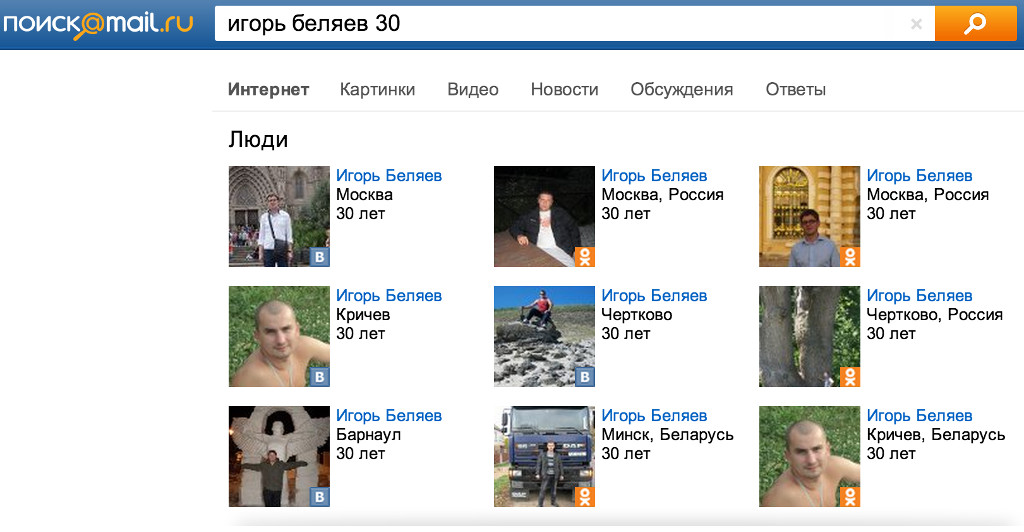 поиск@mail.ru
игорь беляев 30
Интернет Картинки Видео Новости Обсуждения Ответы
Люди
Игорь Беляев
Москва
30 лет
Игорь Беляев
Москва, Россия
30 лет
Игорь Беляев
Москва, Россия
30 лет
Игорь Беляев
Кричев
30 лет
Игорь Беляев
Чертково
30 лет
Игорь Беляев
Чертково, Россия
30 лет
Игорь Беляев
Барнаул
30 лет
Игорь Беляев
Минск, Беларусь
30 лет
Игорь Беляев
Кричев, Беларусь
30 лет